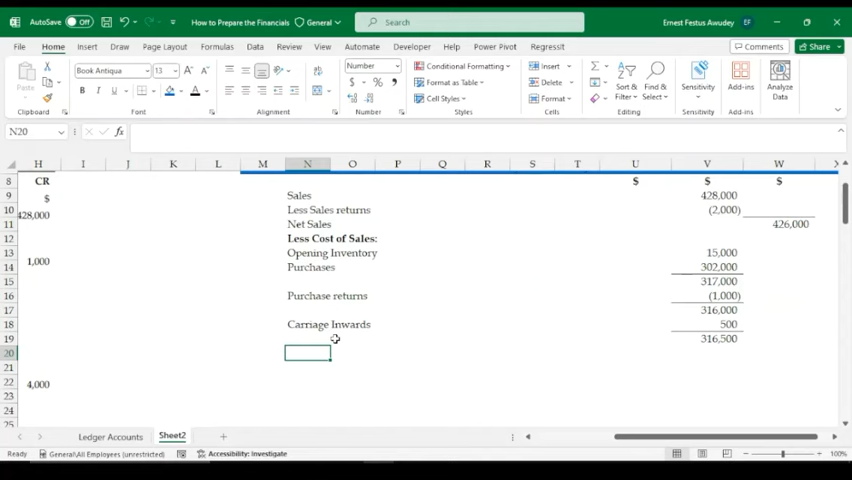 AutoSave Off How to Prepare the Financials General Search Ernest Festus Awudey EF
File Home Insert Draw Page Layout Formulas Data Review View Automate Developer Help Power Pivot Regressit Comments Share
Paste Book Antiqua 13 Number Conditional Formatting Insert Sort & Filter Find & Select Sensitivity Add-ins Analyze Data
B I U A $ % Format as Table Delete
Cell Styles Format
Clipboard Font Alignment Number Styles Cells Editing Sensitivity Add-ins
N20 fx
H I J K L M N O P Q R S T U V W X
8 CR $ $ $
9 $ Sales 428,000
10 428,000 Less Sales returns (2,000)
11 Net Sales 426,000
12 Less Cost of Sales:
13 1,000 Opening Inventory 15,000
14 Purchases 302,000
15 317,000
16 Purchase returns (1,000)
17 316,000
18 Carriage Inwards 500
19 316,500
20
21
22 4,000
23
24
25
Ledger Accounts Sheet2
Ready General\All Employees (unrestricted) Accessibility: Investigate 100%